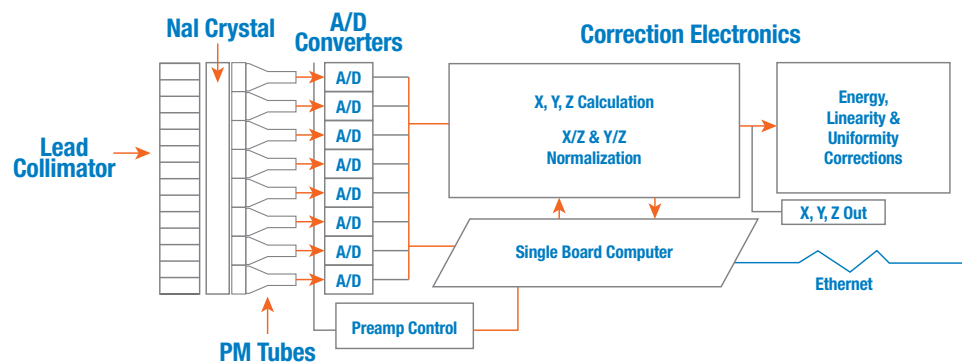 NaI Crystal
A/D
Converters
Correction Electronics
Lead
Collimator
A/D
A/D
A/D
A/D
A/D
A/D
A/D
A/D
X, Y, Z Calculation
X/Z & Y/Z
Normalization
Energy,
Linearity &
Uniformity
Corrections
X, Y, Z Out
Single Board Computer
Ethernet
Preamp Control
PM Tubes